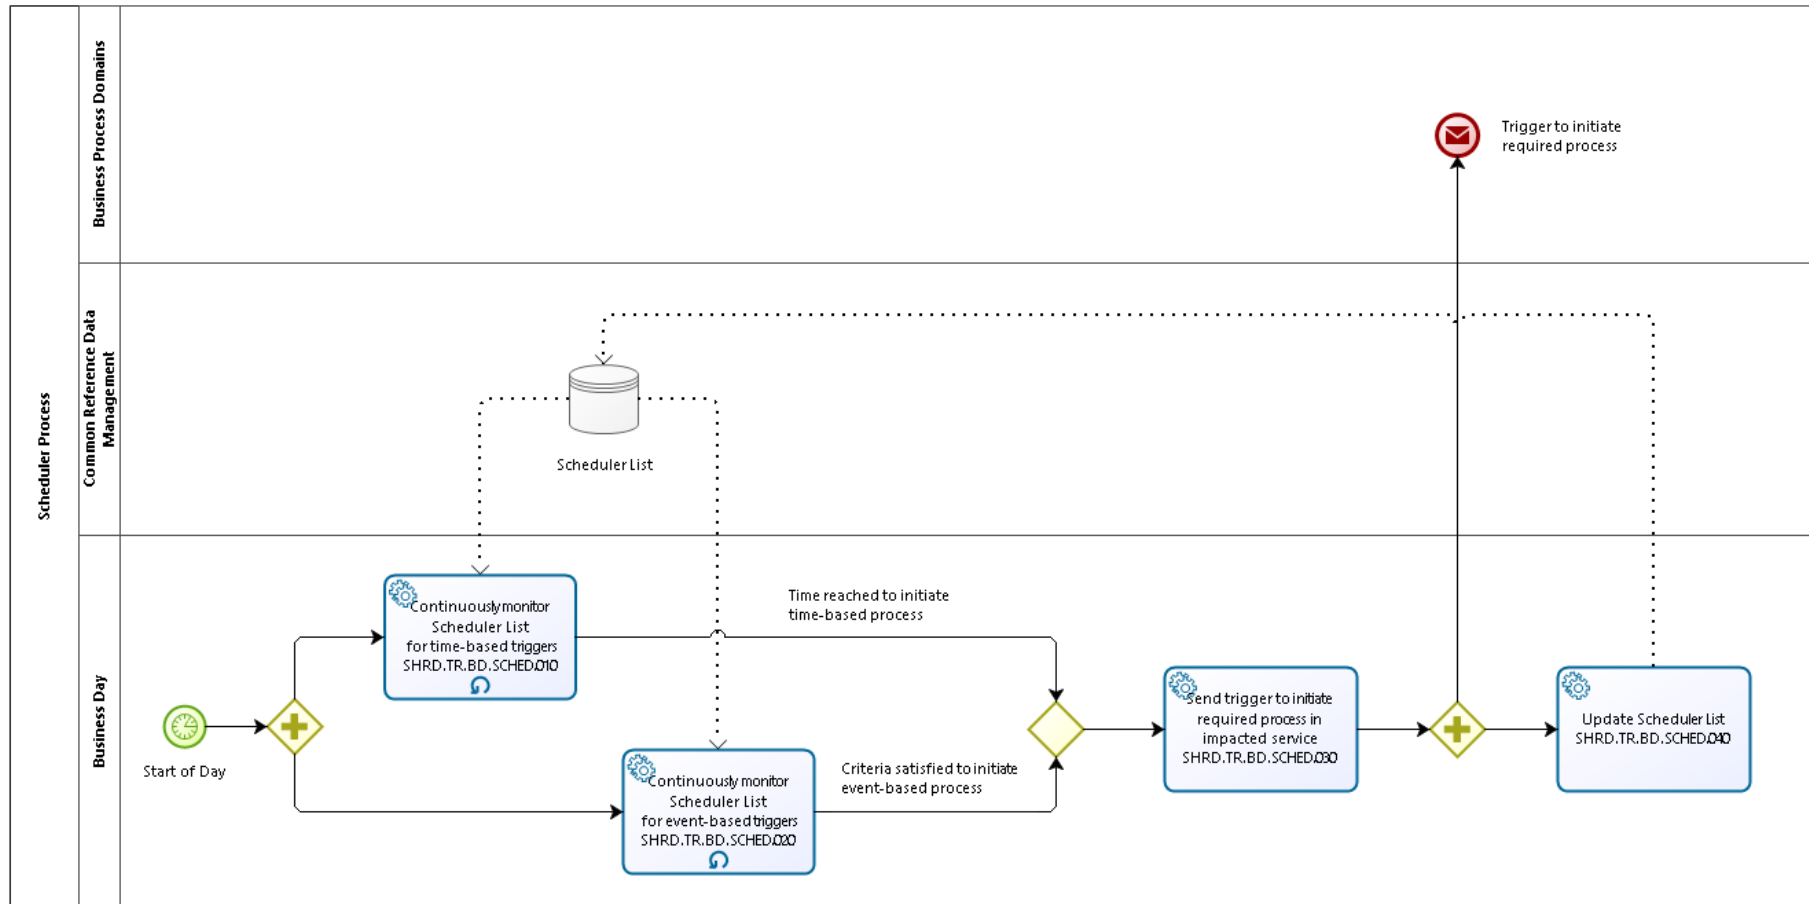 Scheduler Process
Business Process Domains
Trigger to initiate
required process
Common Reference Data
Management
Scheduler List
Business Day
Start of Day
Continuously monitor
Scheduler List
for time-based triggers
SHRD.TR.BD.SCHED.010
Time reached to initiate
time-based process
Continuously monitor
Scheduler List
for event-based triggers
SHRD.TR.BD.SCHED.020
Criteria satisfied to initiate
event-based process
Send trigger to initiate
required process in
impacted service
SHRD.TR.BD.SCHED.030
Update Scheduler List
SHRD.TR.BD.SCHED.040